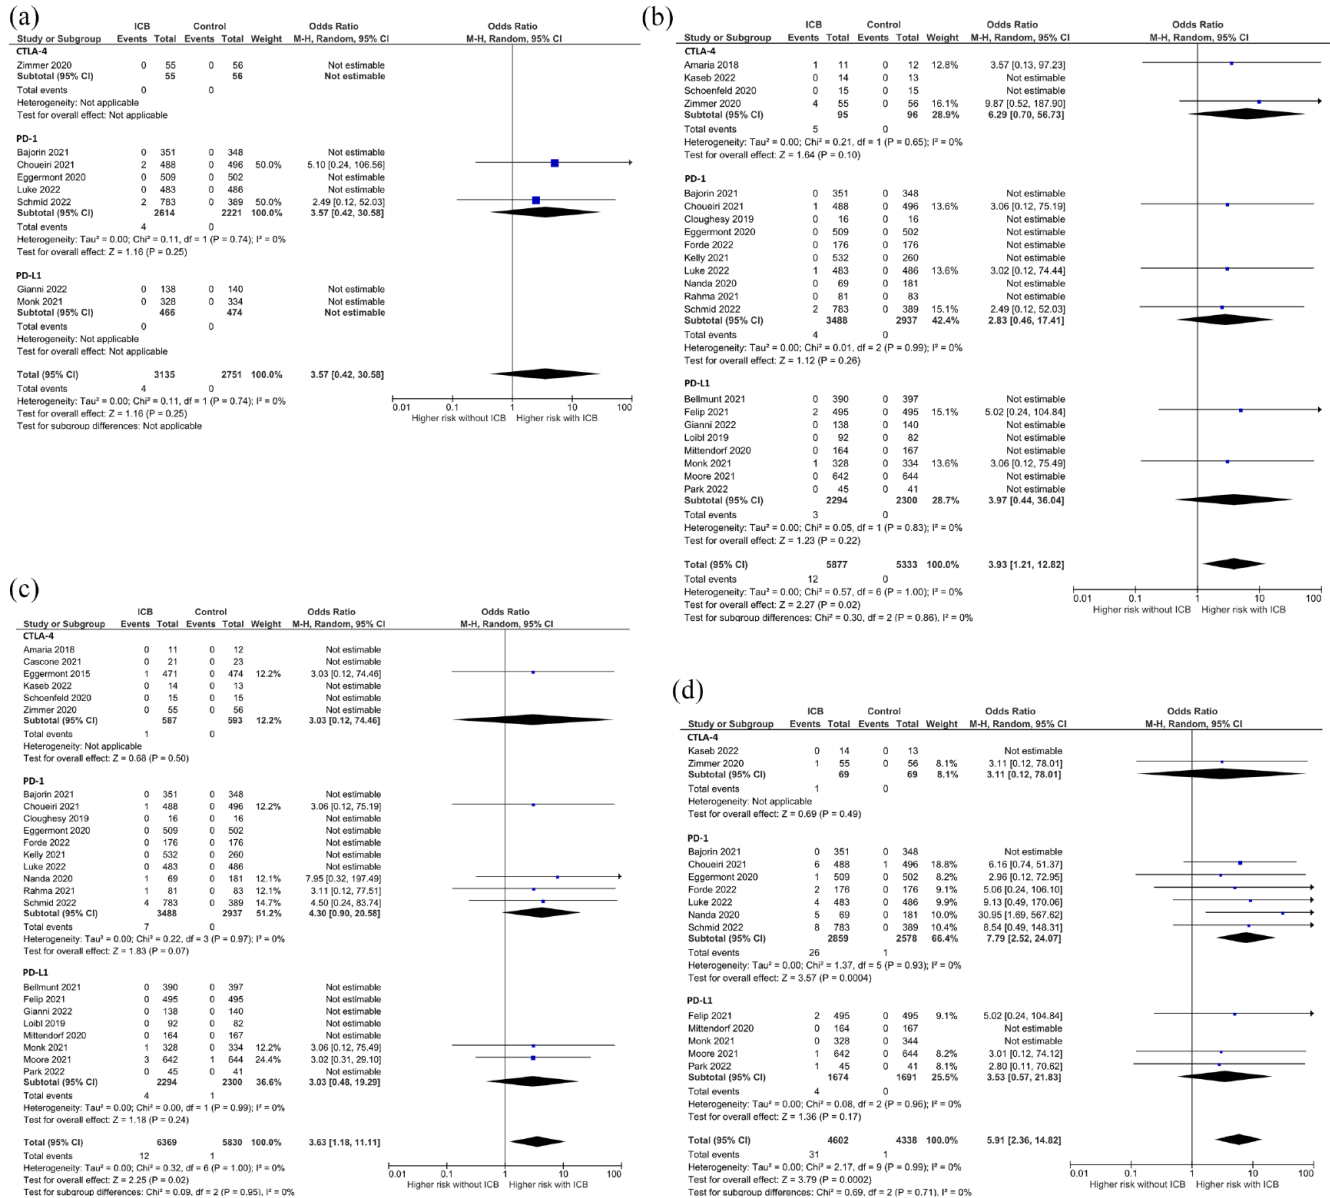 (a)
ICB Control Odds Ratio Odds Ratio
Study or Subgroup Events Total Events Total Weight M-H, Random, 95% CI M-H, Random, 95% CI
CTLA-4
Zimmer 2020 0 55 0 56 Not estimable
Subtotal (95% CI) 55 56 Not estimable
Total events 0 0
Heterogeneity: Not applicable
Test for overall effect: Not applicable
PD-1
Bajorin 2021 0 351 0 348 Not estimable
Choueiri 2021 2 488 0 496 50.0% 5.10 [0.24, 106.56]
Eggermont 2020 0 509 0 502 Not estimable
Luke 2022 0 483 0 486 Not estimable
Schmid 2022 2 783 0 389 50.0% 2.49 [0.12, 52.03]
Subtotal (95% CI) 2614 2221 100.0% 3.57 [0.42, 30.58]
Total events 4 0
Heterogeneity: Tau² = 0.00; Chi² = 0.11, df = 1 (P = 0.74); I² = 0%
Test for overall effect: Z = 1.16 (P = 0.25)
PD-L1
Gianni 2022 0 138 0 140 Not estimable
Monk 2021 0 328 0 334 Not estimable
Subtotal (95% CI) 466 474 Not estimable
Total events 0 0
Heterogeneity: Not applicable
Test for overall effect: Not applicable
Total (95% CI) 3135 2751 100.0% 3.57 [0.42, 30.58]
Total events 4 0
Heterogeneity: Tau² = 0.00; Chi² = 0.11, df = 1 (P = 0.74); I² = 0%
Test for overall effect: Z = 1.16 (P = 0.25)
Test for subgroup differences: Not applicable
0.01 0.1 1 10 100
Higher risk without ICB Higher risk with ICB
(b)
ICB Control Odds Ratio Odds Ratio
Study or Subgroup Events Total Events Total Weight M-H, Random, 95% CI M-H, Random, 95% CI
CTLA-4
Amaria 2018 1 11 0 12 12.8% 3.57 [0.13, 97.23]
Kaseb 2022 0 14 0 13 Not estimable
Schoenfeld 2020 0 15 0 15 Not estimable
Zimmer 2020 4 55 0 56 16.1% 9.87 [0.52, 187.90]
Subtotal (95% CI) 95 96 28.9% 6.29 [0.70, 56.73]
Total events 5 0
Heterogeneity: Tau² = 0.00; Chi² = 0.21, df = 1 (P = 0.65); I² = 0%
Test for overall effect: Z = 1.64 (P = 0.10)
PD-1
Bajorin 2021 0 351 0 348 Not estimable
Choueiri 2021 1 488 0 496 13.6% 3.06 [0.12, 75.19]
Cloughesy 2019 0 16 0 16 Not estimable
Eggermont 2020 0 509 0 502 Not estimable
Forde 2022 0 176 0 176 Not estimable
Kelly 2021 0 532 0 260 Not estimable
Luke 2022 1 483 0 486 13.6% 3.02 [0.12, 74.44]
Nanda 2020 0 69 0 181 Not estimable
Rahma 2021 0 81 0 83 Not estimable
Schmid 2022 2 783 0 389 15.1% 2.49 [0.12, 52.03]
Subtotal (95% CI) 3488 2937 42.4% 2.83 [0.46, 17.41]
Total events 4 0
Heterogeneity: Tau² = 0.00; Chi² = 0.01, df = 2 (P = 0.99); I² = 0%
Test for overall effect: Z = 1.12 (P = 0.26)
PD-L1
Bellmunt 2021 0 390 0 397 Not estimable
Felip 2021 2 495 0 495 15.1% 5.02 [0.24, 104.84]
Gianni 2022 0 138 0 140 Not estimable
Loibl 2019 0 92 0 82 Not estimable
Mittendorf 2020 0 164 0 167 Not estimable
Monk 2021 1 328 0 334 13.6% 3.06 [0.12, 75.49]
Moore 2021 0 642 0 644 Not estimable
Park 2022 0 45 0 41 Not estimable
Subtotal (95% CI) 2294 2300 28.7% 3.97 [0.44, 36.04]
Total events 3 0
Heterogeneity: Tau² = 0.00; Chi² = 0.05, df = 1 (P = 0.83); I² = 0%
Test for overall effect: Z = 1.23 (P = 0.22)
Total (95% CI) 5877 5333 100.0% 3.93 [1.21, 12.82]
Total events 12 0
Heterogeneity: Tau² = 0.00; Chi² = 0.57, df = 6 (P = 1.00); I² = 0%
Test for overall effect: Z = 2.27 (P = 0.02)
Test for subgroup differences: Chi² = 0.30, df = 2 (P = 0.86), I² = 0%
0.01 0.1 1 10 100
Higher risk without ICB Higher risk with ICB
(c)
ICB Control Odds Ratio Odds Ratio
Study or Subgroup Events Total Events Total Weight M-H, Random, 95% CI M-H, Random, 95% CI
CTLA-4
Amaria 2018 0 11 0 12 Not estimable
Cascone 2021 0 21 0 23 Not estimable
Eggermont 2015 1 471 0 474 12.2% 3.03 [0.12, 74.46]
Kaseb 2022 0 14 0 13 Not estimable
Schoenfeld 2020 0 15 0 15 Not estimable
Zimmer 2020 0 55 0 56 Not estimable
Subtotal (95% CI) 587 593 12.2% 3.03 [0.12, 74.46]
Total events 1 0
Heterogeneity: Not applicable
Test for overall effect: Z = 0.68 (P = 0.50)
PD-1
Bajorin 2021 0 351 0 348 Not estimable
Choueiri 2021 1 488 0 496 12.2% 3.06 [0.12, 75.19]
Cloughesy 2019 0 16 0 16 Not estimable
Eggermont 2020 0 509 0 502 Not estimable
Forde 2022 0 176 0 176 Not estimable
Kelly 2021 0 532 0 260 Not estimable
Luke 2022 0 483 0 486 Not estimable
Nanda 2020 1 69 0 181 12.1% 7.95 [0.32, 197.49]
Rahma 2021 1 81 0 83 12.1% 3.11 [0.12, 77.51]
Schmid 2022 4 783 0 389 14.7% 4.50 [0.24, 83.74]
Subtotal (95% CI) 3488 2937 51.2% 4.30 [0.90, 20.58]
Total events 7 0
Heterogeneity: Tau² = 0.00; Chi² = 0.22, df = 3 (P = 0.97); I² = 0%
Test for overall effect: Z = 1.83 (P = 0.07)
PD-L1
Bellmunt 2021 0 390 0 397 Not estimable
Felip 2021 0 495 0 495 Not estimable
Gianni 2022 0 138 0 140 Not estimable
Loibl 2019 0 92 0 82 Not estimable
Mittendorf 2020 0 164 0 167 Not estimable
Monk 2021 1 328 0 334 12.2% 3.06 [0.12, 75.49]
Moore 2021 3 642 1 644 24.4% 3.02 [0.31, 29.10]
Park 2022 0 45 0 41 Not estimable
Subtotal (95% CI) 2294 2300 36.6% 3.03 [0.48, 19.29]
Total events 4 1
Heterogeneity: Tau² = 0.00; Chi² = 0.00, df = 1 (P = 0.99); I² = 0%
Test for overall effect: Z = 1.18 (P = 0.24)
Total (95% CI) 6369 5830 100.0% 3.63 [1.18, 11.11]
Total events 12 1
Heterogeneity: Tau² = 0.00; Chi² = 0.32, df = 6 (P = 1.00); I² = 0%
Test for overall effect: Z = 2.25 (P = 0.02)
Test for subgroup differences: Chi² = 0.09, df = 2 (P = 0.95), I² = 0%
0.01 0.1 1 10 100
Higher risk without ICB Higher risk with ICB
(d)
ICB Control Odds Ratio Odds Ratio
Study or Subgroup Events Total Events Total Weight M-H, Random, 95% CI M-H, Random, 95% CI
CTLA-4
Kaseb 2022 0 14 0 13 Not estimable
Zimmer 2020 1 55 0 56 8.1% 3.11 [0.12, 78.01]
Subtotal (95% CI) 69 69 8.1% 3.11 [0.12, 78.01]
Total events 1 0
Heterogeneity: Not applicable
Test for overall effect: Z = 0.69 (P = 0.49)
PD-1
Bajorin 2021 0 351 0 348 Not estimable
Choueiri 2021 6 488 1 496 18.8% 6.16 [0.74, 51.37]
Eggermont 2020 1 509 0 502 8.2% 2.96 [0.12, 72.95]
Forde 2022 2 176 0 176 9.1% 5.06 [0.24, 106.10]
Luke 2022 4 483 0 486 9.9% 9.13 [0.49, 170.06]
Nanda 2020 5 69 0 181 10.0% 30.95 [1.69, 567.62]
Schmid 2022 8 783 0 389 10.4% 8.54 [0.49, 148.31]
Subtotal (95% CI) 2859 2578 66.4% 7.79 [2.52, 24.07]
Total events 26 1
Heterogeneity: Tau² = 0.00; Chi² = 1.37, df = 5 (P = 0.93); I² = 0%
Test for overall effect: Z = 3.57 (P = 0.0004)
PD-L1
Felip 2021 2 495 0 495 9.1% 5.02 [0.24, 104.84]
Mittendorf 2020 0 164 0 167 Not estimable
Monk 2021 0 328 0 344 Not estimable
Moore 2021 1 642 0 644 8.2% 3.01 [0.12, 74.12]
Park 2022 1 45 0 41 8.1% 2.80 [0.11, 70.62]
Subtotal (95% CI) 1674 1691 25.5% 3.53 [0.57, 21.83]
Total events 4 0
Heterogeneity: Tau² = 0.00; Chi² = 0.08, df = 2 (P = 0.96); I² = 0%
Test for overall effect: Z = 1.36 (P = 0.17)
Total (95% CI) 4602 4338 100.0% 5.91 [2.36, 14.82]
Total events 31 1
Heterogeneity: Tau² = 0.00; Chi² = 2.17, df = 9 (P = 0.99); I² = 0%
Test for overall effect: Z = 3.79 (P = 0.0002)
Test for subgroup differences: Chi² = 0.69, df = 2 (P = 0.71), I² = 0%
0.01 0.1 1 10 100
Higher risk without ICB Higher risk with ICB